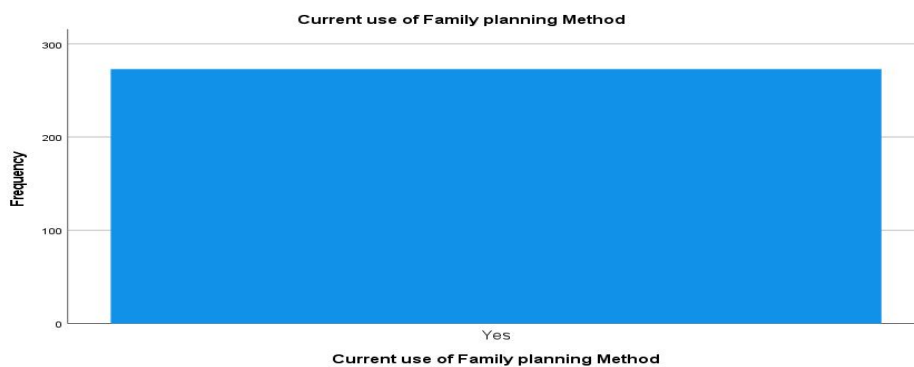 Current use of Family planning Method
300
200
100
0
Frequency
Yes
Current use of Family planning Method